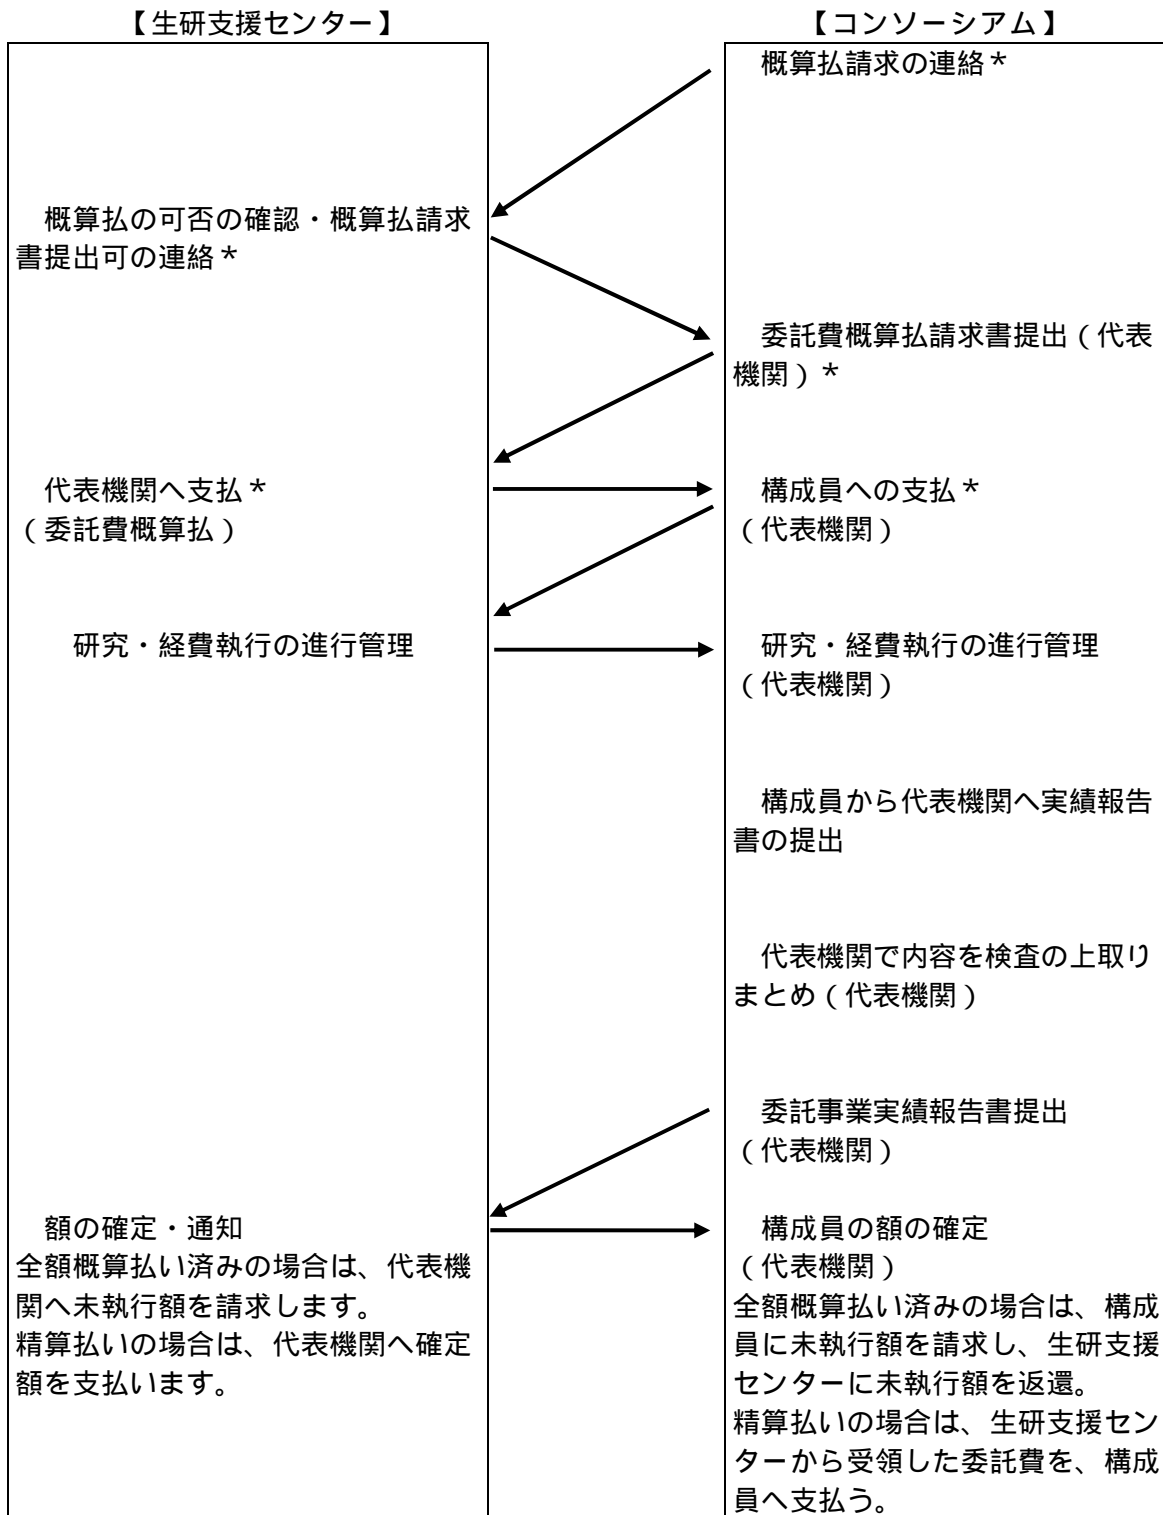 【生研支援センター】
【コンソーシアム】
概算払請求の連絡＊
概算払の可否の確認・概算払請求
書提出可の連絡＊
委託費概算払請求書提出（代表
機関）＊
代表機関へ支払＊
（委託費概算払）
構成員への支払＊
（代表機関）
研究・経費執行の進行管理
研究・経費執行の進行管理
（代表機関）
構成員から代表機関へ実績報告
書の提出
代表機関で内容を検査の上取り
まとめ（代表機関）
委託事業実績報告書提出
（代表機関）
額の確定・通知
全額概算払い済みの場合は、代表機
関へ未執行額を請求します。
精算払いの場合は、代表機関へ確定
額を支払います。
構成員の額の確定
（代表機関）
全額概算払い済みの場合は、構成
員に未執行額を請求し、生研支援
センターに未執行額を返還。
精算払いの場合は、生研支援セン
ターから受領した委託費を、構成
員へ支払う。